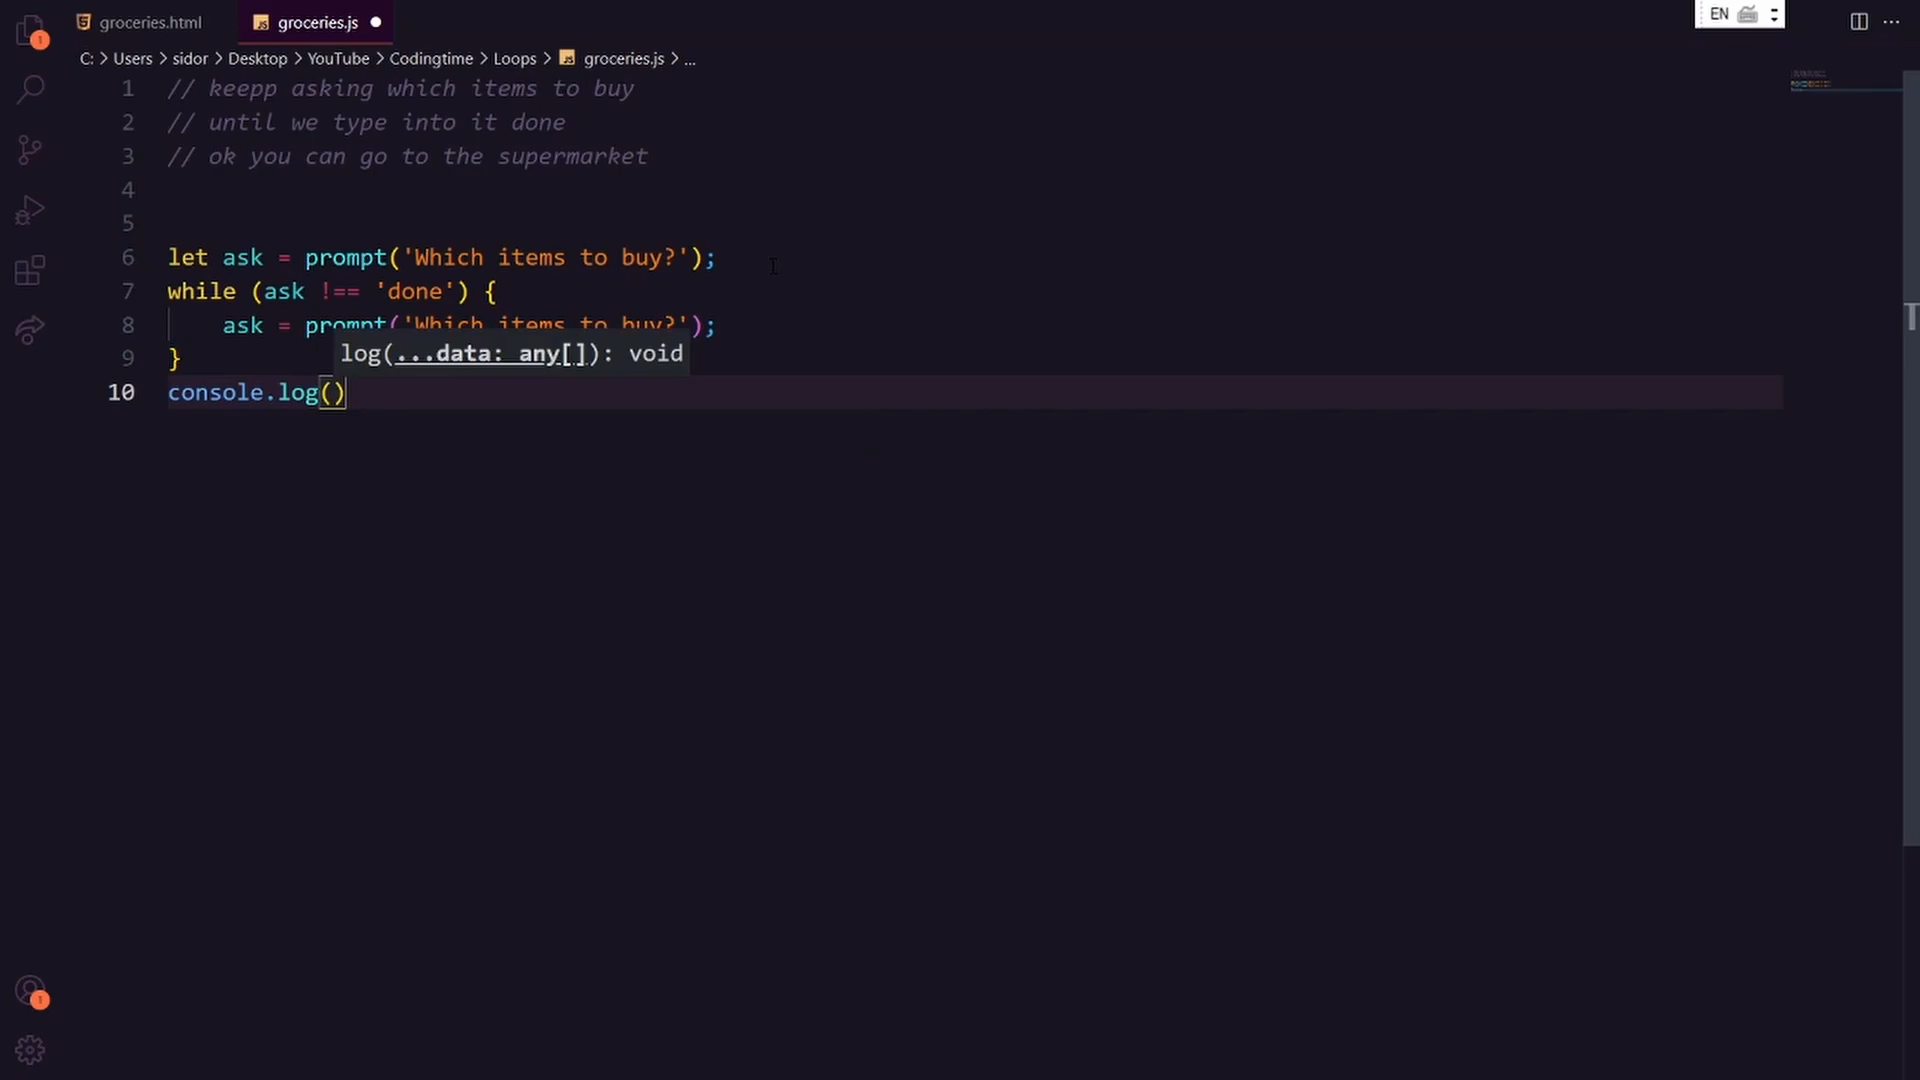 groceries.html
groceries.js
EN
C: > Users > sidor > Desktop > YouTube > Codingtime > Loops > groceries.js > ...
1 // keepp asking which items to buy
2 // until we type into it done
3 // ok you can go to the supermarket
4
5
6 let ask = prompt('Which items to buy?');
7 while (ask !== 'done') {
8 ask = prompt('Which items to buy?');
log(...data: any[]): void
9 }
10 console.log()
1
1